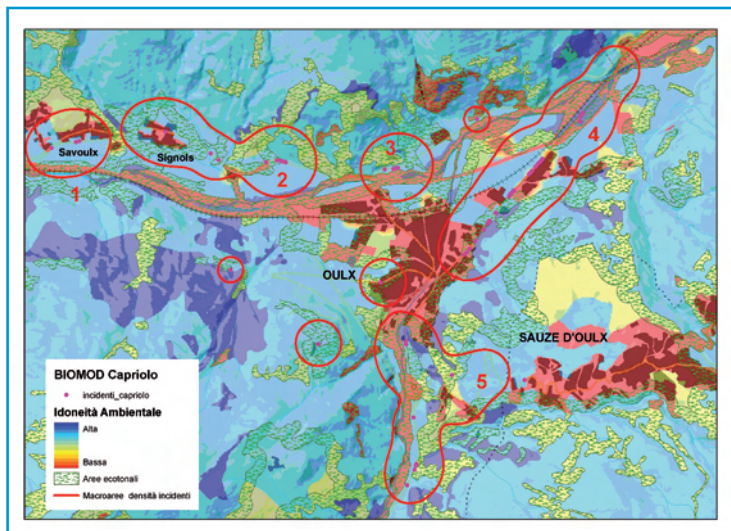 Savoulx
Signols
1
2
3
4
OULX
SAUZE D'OULX
5
BIOMOD Capriolo
incidenti_capriolo
Idoneità Ambientale
Alta
Bassa
Aree ecotonali
Macroaree densità incidenti